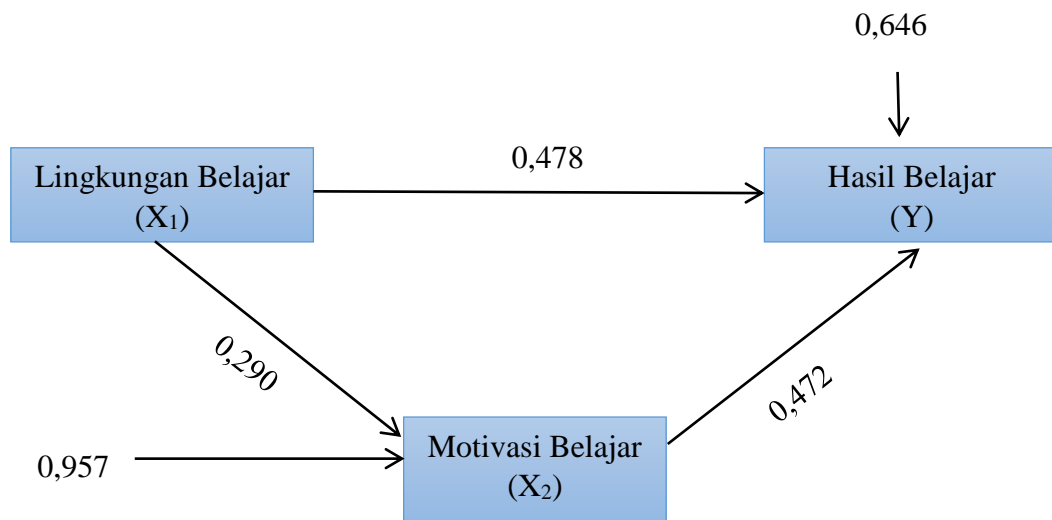 0,646
0,478
Lingkungan Belajar
(X₁)
Hasil Belajar
(Y)
0,290
0,472
Motivasi Belajar
(X₂)
0,957